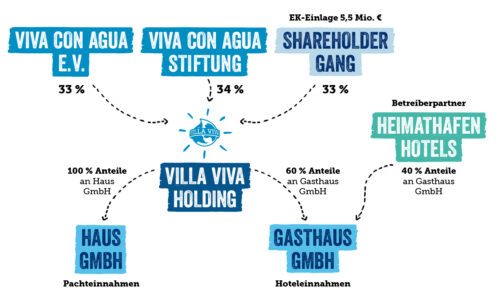 EK-Einlage 5,5 Mio. €
VIVA CON AGUA
E.V.
VIVA CON AGUA
STIFTUNG
SHAREHOLDER
GANG
33 %
34 %
33 %
VILLA VIVA
Betreiberpartner
HEIMATHAFEN
HOTELS
100 % Anteile
an Haus
GmbH
VILLA VIVA
HOLDING
60 % Anteile
an Gasthaus
GmbH
40 % Anteile
an Gasthaus
GmbH
HAUS
GMBH
GASTHAUS
GMBH
Pachteinnahmen
Hoteleinnahmen